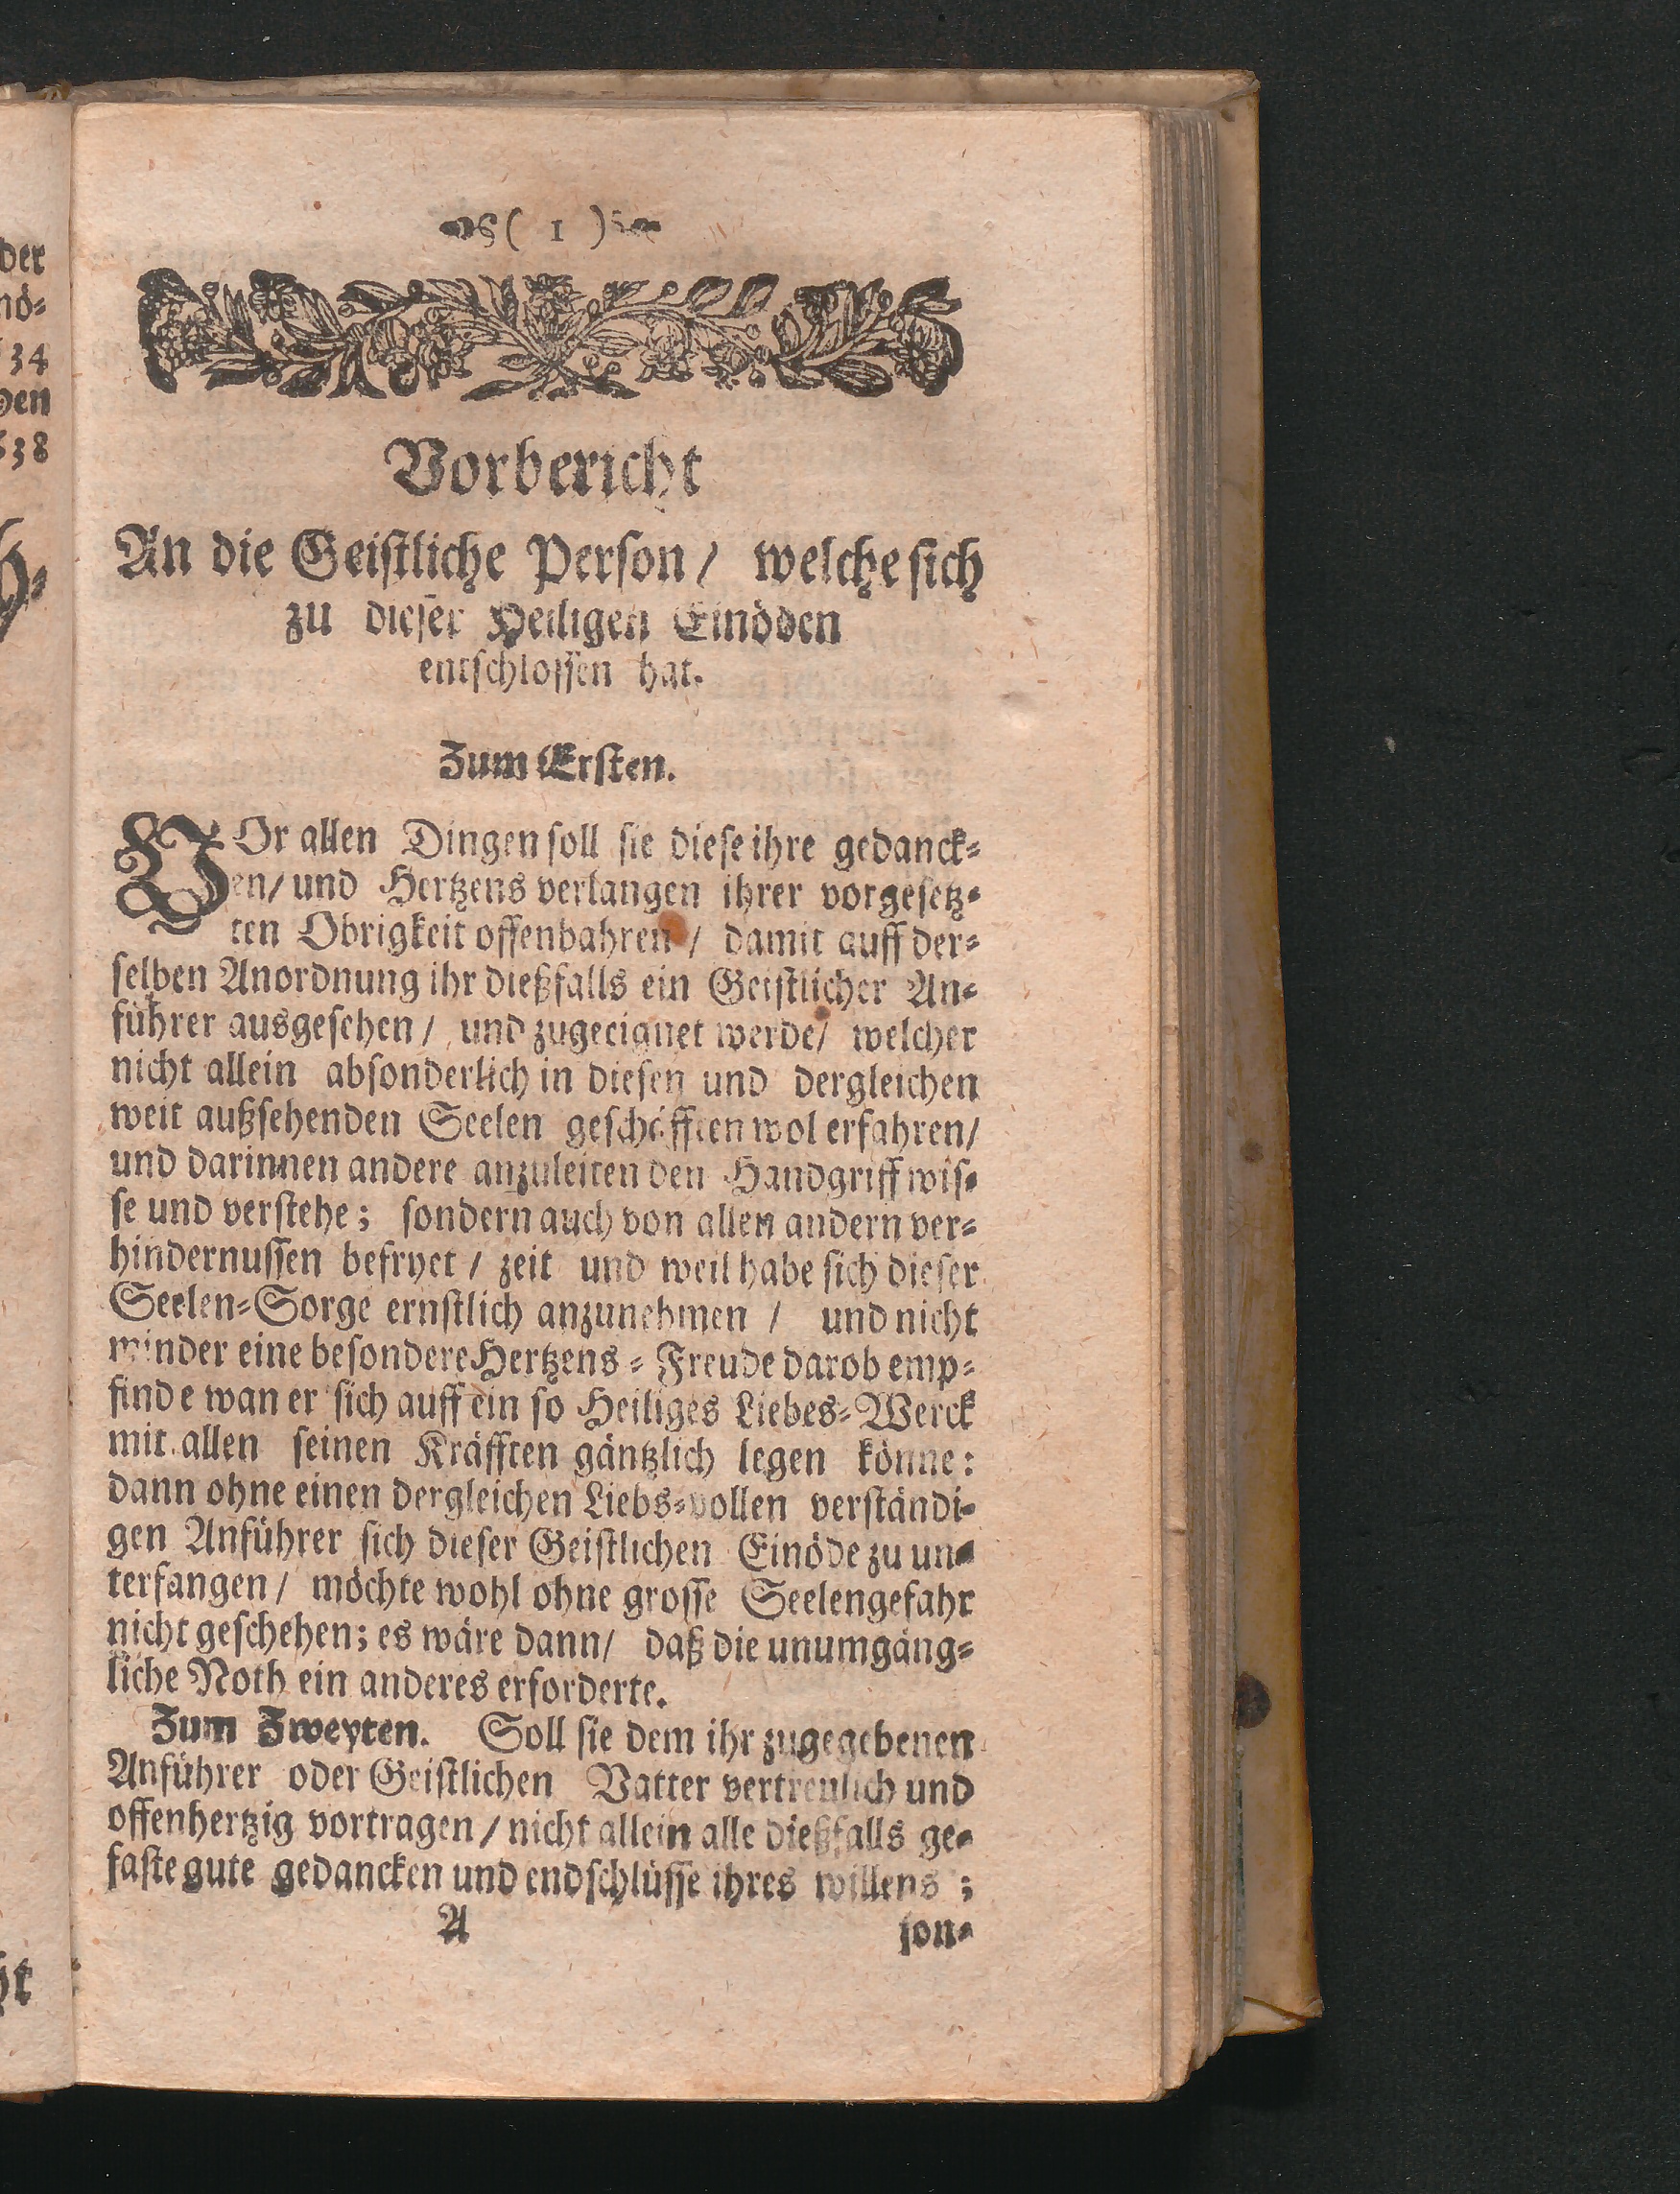 ( 1 )
Vorbericht
An die Geistliche Person/ welche sich
zu dieser Heiligen Einöden
entschlossen hat.
Zum Ersten.
VOr allen Dingen soll sie diese ihre gedanck-
en/ und Hertzens verlangen ihrer vorgesetz-
ten Obrigkeit offenbahren / damit auff der-
selben Anordnung ihr dießfalls ein Geistlicher An-
führer ausgesehen / und zugeeignet werde/ welcher
nicht allein absonderlich in diesen und dergleichen
weit außsehenden Seelen geschäfften wol erfahren/
und darinnen andere anzuleiten den Handgriff wis-
se und verstehe; sondern auch von allen andern ver-
hindernussen befryet / zeit und weil habe sich dieser
Seelen-Sorge ernstlich anzunehmen / und nicht
minder eine besondere Hertzens-Freude darob emp-
finde wan er sich auff ein so Heiliges Liebes-Werck
mit allen seinen Kräfften gäntzlich legen könne:
dann ohne einen dergleichen Liebs-vollen verständi-
gen Anführer sich dieser Geistlichen Einöde zu un-
terfangen/ möchte wohl ohne grosse Seelengefahr
nicht geschehen; es wäre dann/ daß die unumgäng-
liche Noth ein anderes erforderte.
Zum Zweyten. Soll sie dem ihr zugegebenen
Anführer oder Geistlichen Vatter vertreulich und
offenhertzig vortragen / nicht allein alle dießfalls ge-
faste gute gedancken und endschlüsse ihres willens ;
A son-
der
nö-
34
den
38